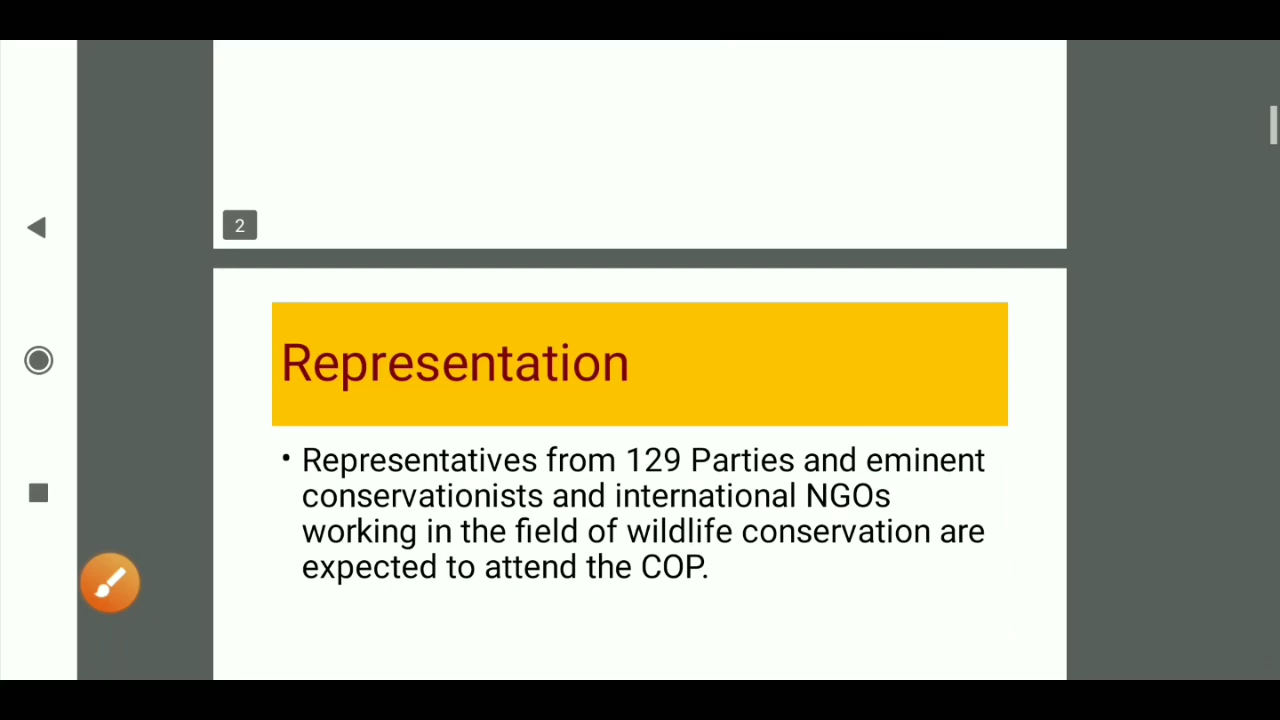 2
Representation
• Representatives from 129 Parties and eminent
conservationists and international NGOs
working in the field of wildlife conservation are
expected to attend the COP.